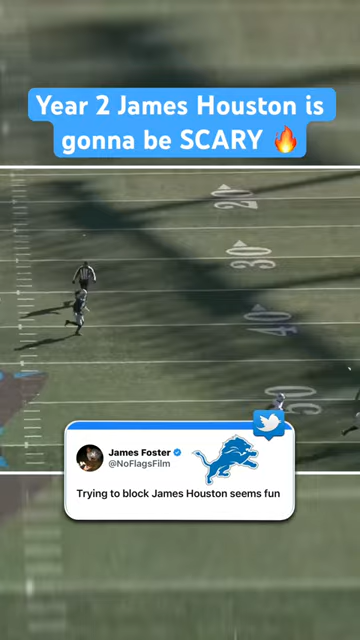 Year 2 James Houston is
gonna be SCARY 🔥
20
30
40
30
James Foster
@NoFlagsFilm
Trying to block James Houston seems fun